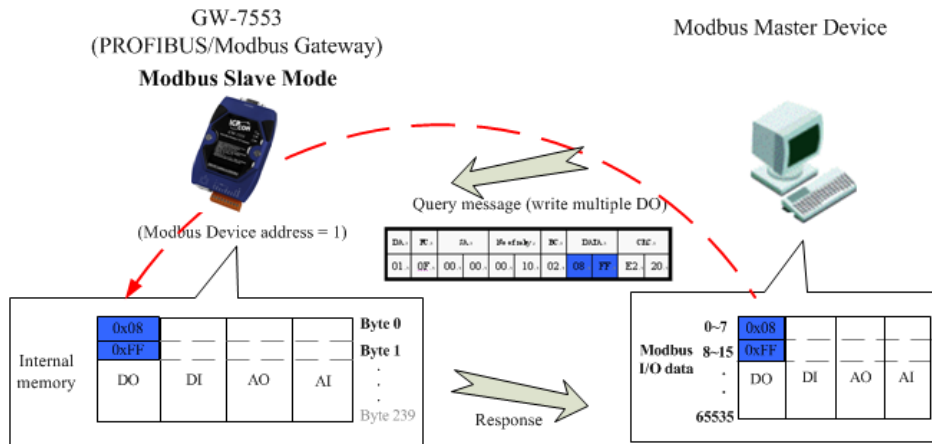 GW-7553
(PROFIBUS/Modbus Gateway)
Modbus Slave Mode
Modbus Master Device
Query message (write multiple DO)
(Modbus Device address = 1)
DA FC SA No of relay BC DATA CRC
01 0F 00 00 00 10 02 08 FF E2 20
Internal
memory
0x08
0xFF
DO DI AO AI
Byte 0
Byte 1
.
.
.
Byte 239
Response
Modbus
I/O data
0~7
8~15
.
.
65535
0x08
0xFF
DO DI AO AI